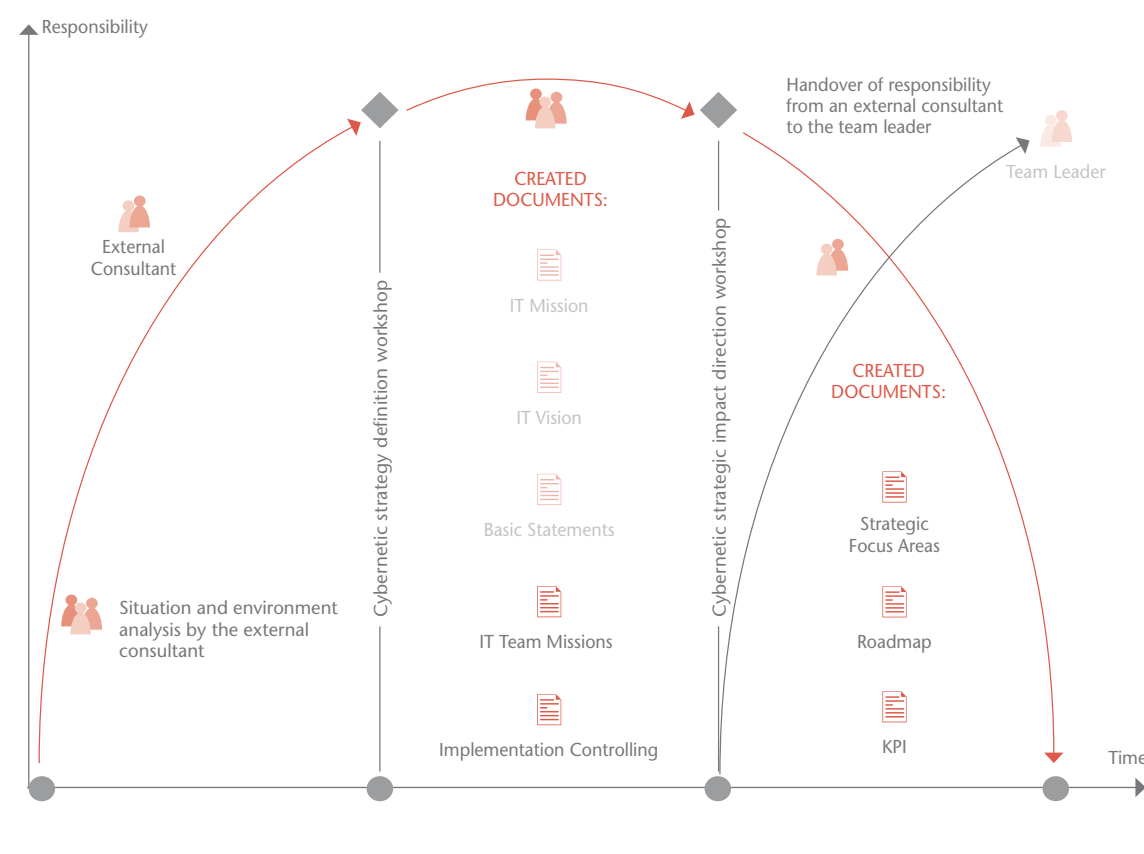 Responsibility
External
Consultant
Situation and environment
analysis by the external
consultant
Cybernetic strategy definition workshop
CREATED
DOCUMENTS:
IT Mission
IT Vision
Basic Statements
IT Team Missions
Implementation Controlling
Cybernetic strategic impact direction workshop
Handover of responsibility
from an external consultant
to the team leader
Team Leader
CREATED
DOCUMENTS:
Strategic
Focus Areas
Roadmap
KPI
Time